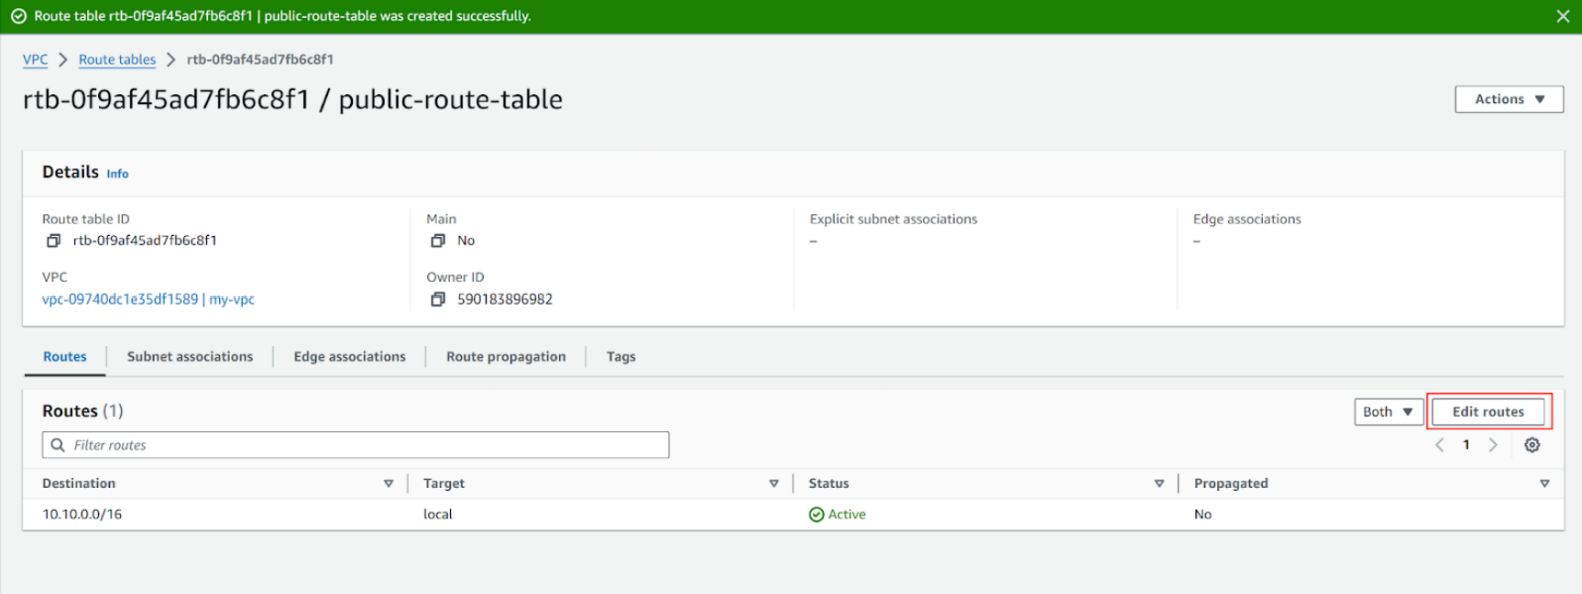 Route table rtb-0f9af45ad7fb6c8f1 | public-route-table was created successfully.
VPC > Route tables > rtb-0f9af45ad7fb6c8f1
rtb-0f9af45ad7fb6c8f1 / public-route-table
Actions
Details Info
Route table ID
rtb-0f9af45ad7fb6c8f1
Main
No
Explicit subnet associations
–
Edge associations
–
VPC
vpc-09740dc1e35df1589 | my-vpc
Owner ID
590183896982
Routes Subnet associations Edge associations Route propagation Tags
Routes (1)
Both Edit routes
Filter routes
1
Destination Target Status Propagated
10.10.0.0/16 local Active No